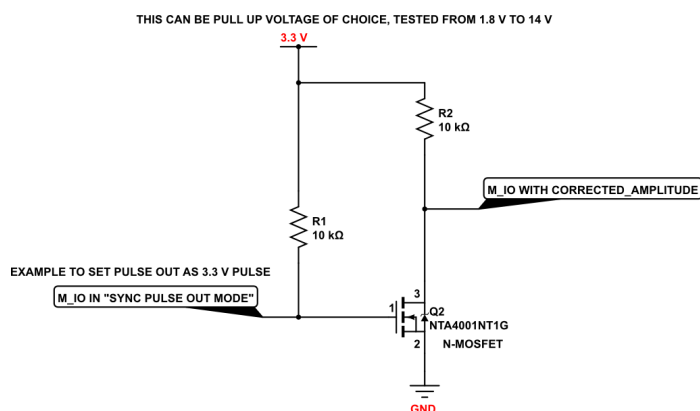 THIS CAN BE PULL UP VOLTAGE OF CHOICE, TESTED FROM 1.8 V TO 14 V
3.3 V
R2
10 kΩ
M_IO WITH CORRECTED_AMPLITUDE
R1
10 kΩ
EXAMPLE TO SET PULSE OUT AS 3.3 V PULSE
M_IO IN "SYNC PULSE OUT MODE"
3
1
Q2
NTA4001NT1G
2
N-MOSFET
GND